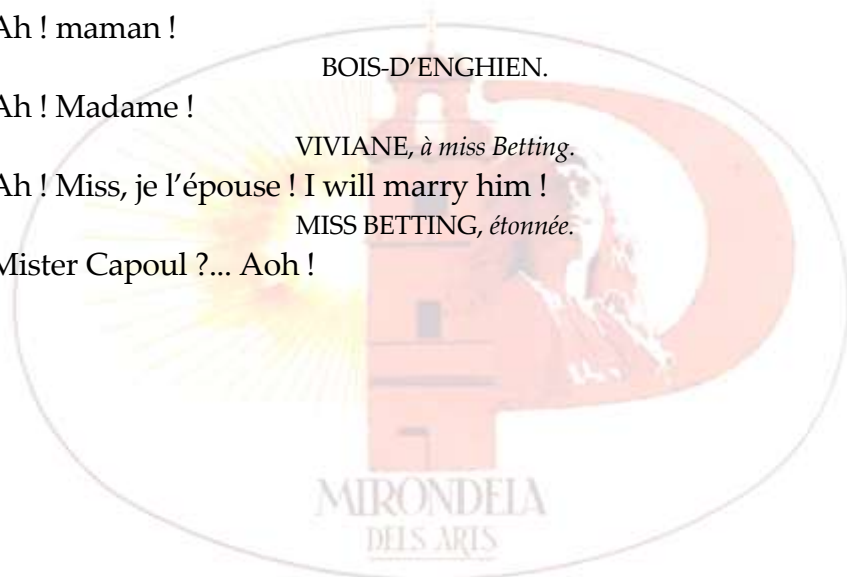 Ah ! maman !
BOIS-D’ENGHIEN.
Ah ! Madame !
VIVIANE, à miss Betting.
Ah ! Miss, je l’épouse ! I will marry him !
MISS BETTING, étonnée.
Mister Capoul ?... Aoh !
MIRONDELA
DELS ARTS